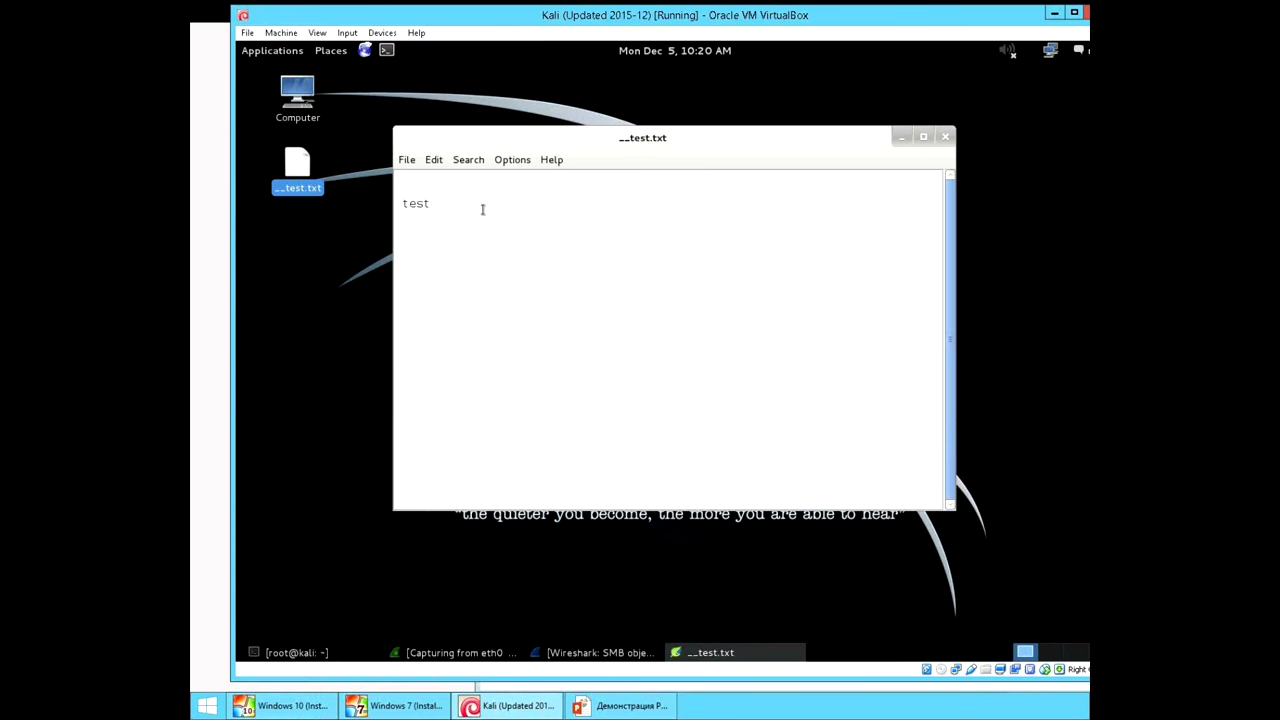 Kali (Updated 2015-12) [Running] - Oracle VM VirtualBox
File Machine View Input Devices Help
Applications Places Mon Dec 5, 10:20 AM
Computer
__test.txt
__test.txt
File Edit Search Options Help
test
"the quieter you become, the more you are able to hear"
[root@kali: ~] [Capturing from eth0 ... [Wireshark: SMB obje... __test.txt
Right
Windows 10 (Inst... Windows 7 (Instal... Kali (Updated 201... Демонстрация P...